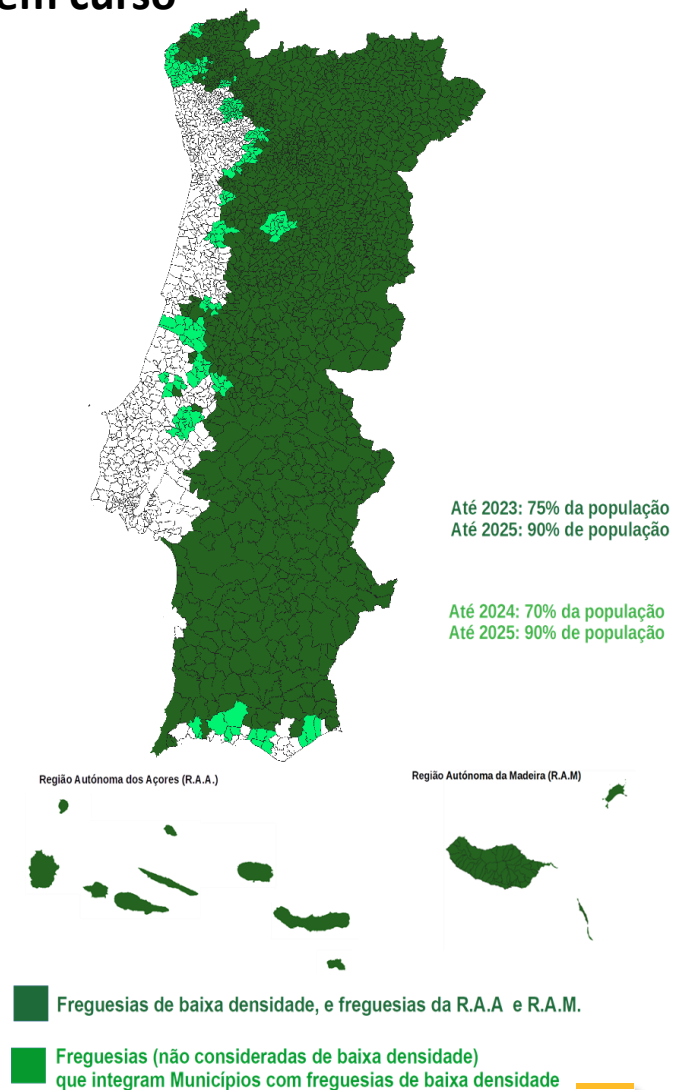 em curso
Até 2023: 75% da população
Até 2025: 90% de população
Até 2024: 70% da população
Até 2025: 90% de população
Região Autónoma dos Açores (R.A.A.)
Região Autónoma da Madeira (R.A.M)
Freguesias de baixa densidade, e freguesias da R.A.A e R.A.M.
Freguesias (não consideradas de baixa densidade)
que integram Municípios com freguesias de baixa densidade